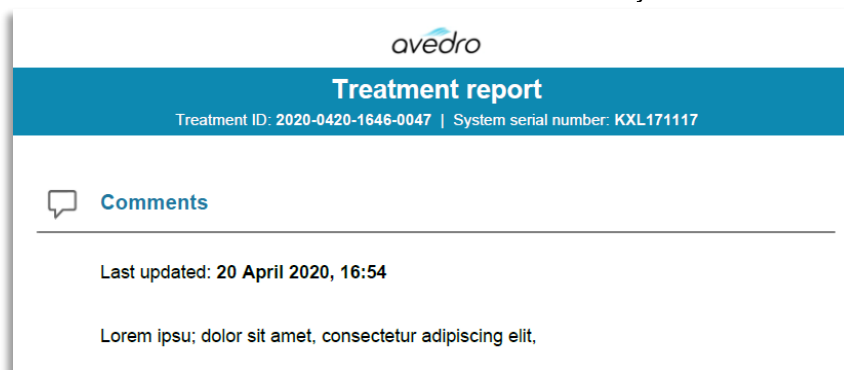 avedro
Treatment report
Treatment ID: 2020-0420-1646-0047 | System serial number: KXL171117
Comments
Last updated: 20 April 2020, 16:54
Lorem ipsu; dolor sit amet, consectetur adipiscing elit,